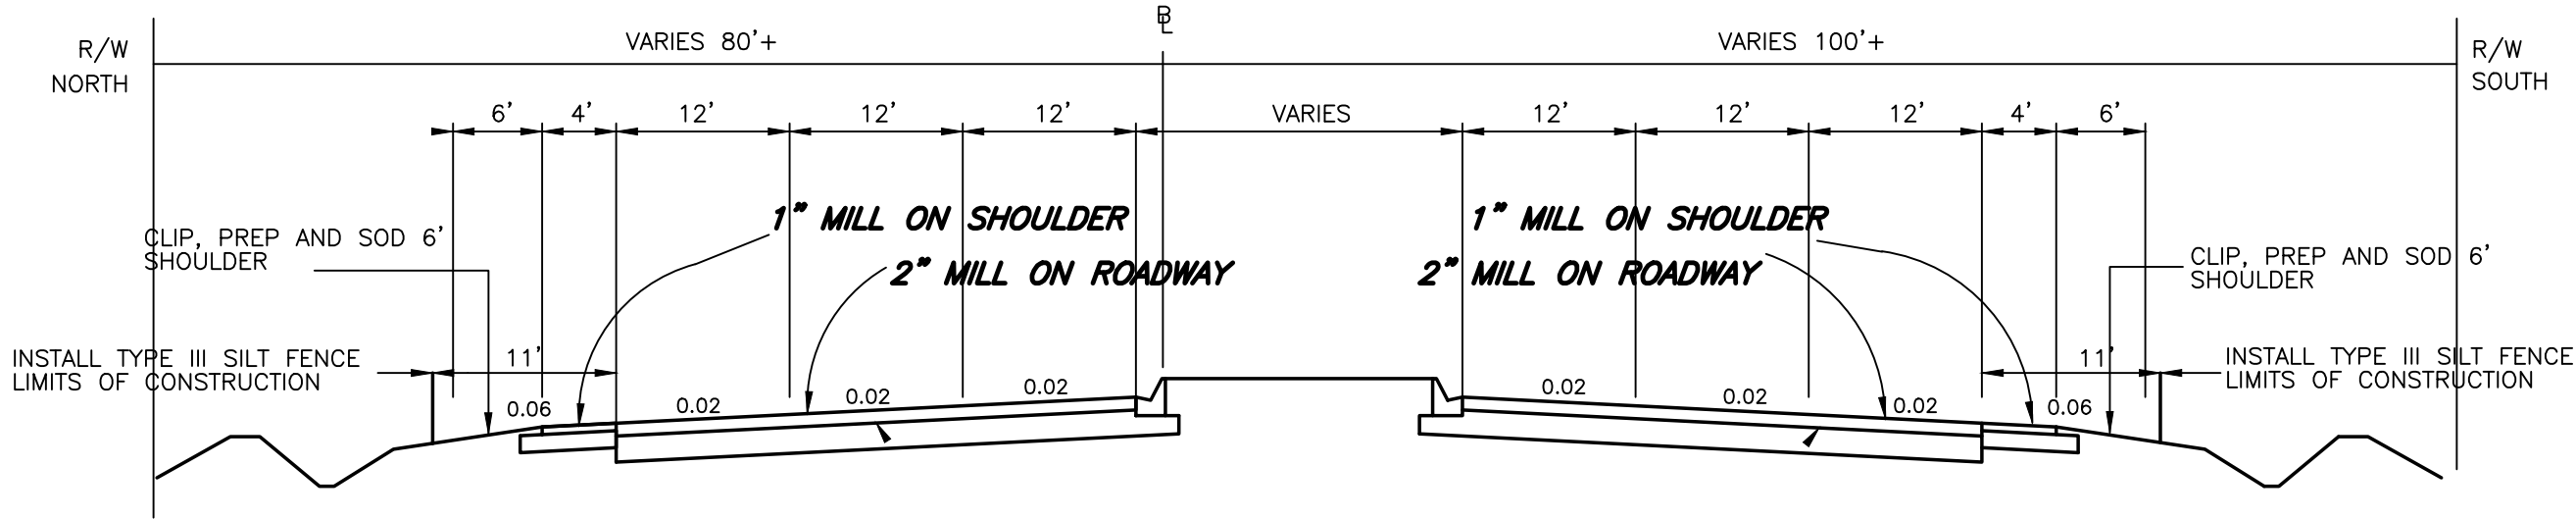 B
L
R/W
NORTH
VARIES 80'+
VARIES 100'+
R/W
SOUTH
6'
4'
12'
12'
12'
VARIES
12'
12'
12'
4'
6'
1" MILL ON SHOULDER
2" MILL ON ROADWAY
1" MILL ON SHOULDER
2" MILL ON ROADWAY
CLIP, PREP AND SOD 6'
SHOULDER
CLIP, PREP AND SOD 6'
SHOULDER
INSTALL TYPE III SILT FENCE
LIMITS OF CONSTRUCTION
11'
11'
INSTALL TYPE III SILT FENCE
LIMITS OF CONSTRUCTION
0.06
0.02
0.02
0.02
0.02
0.02
0.02
0.06